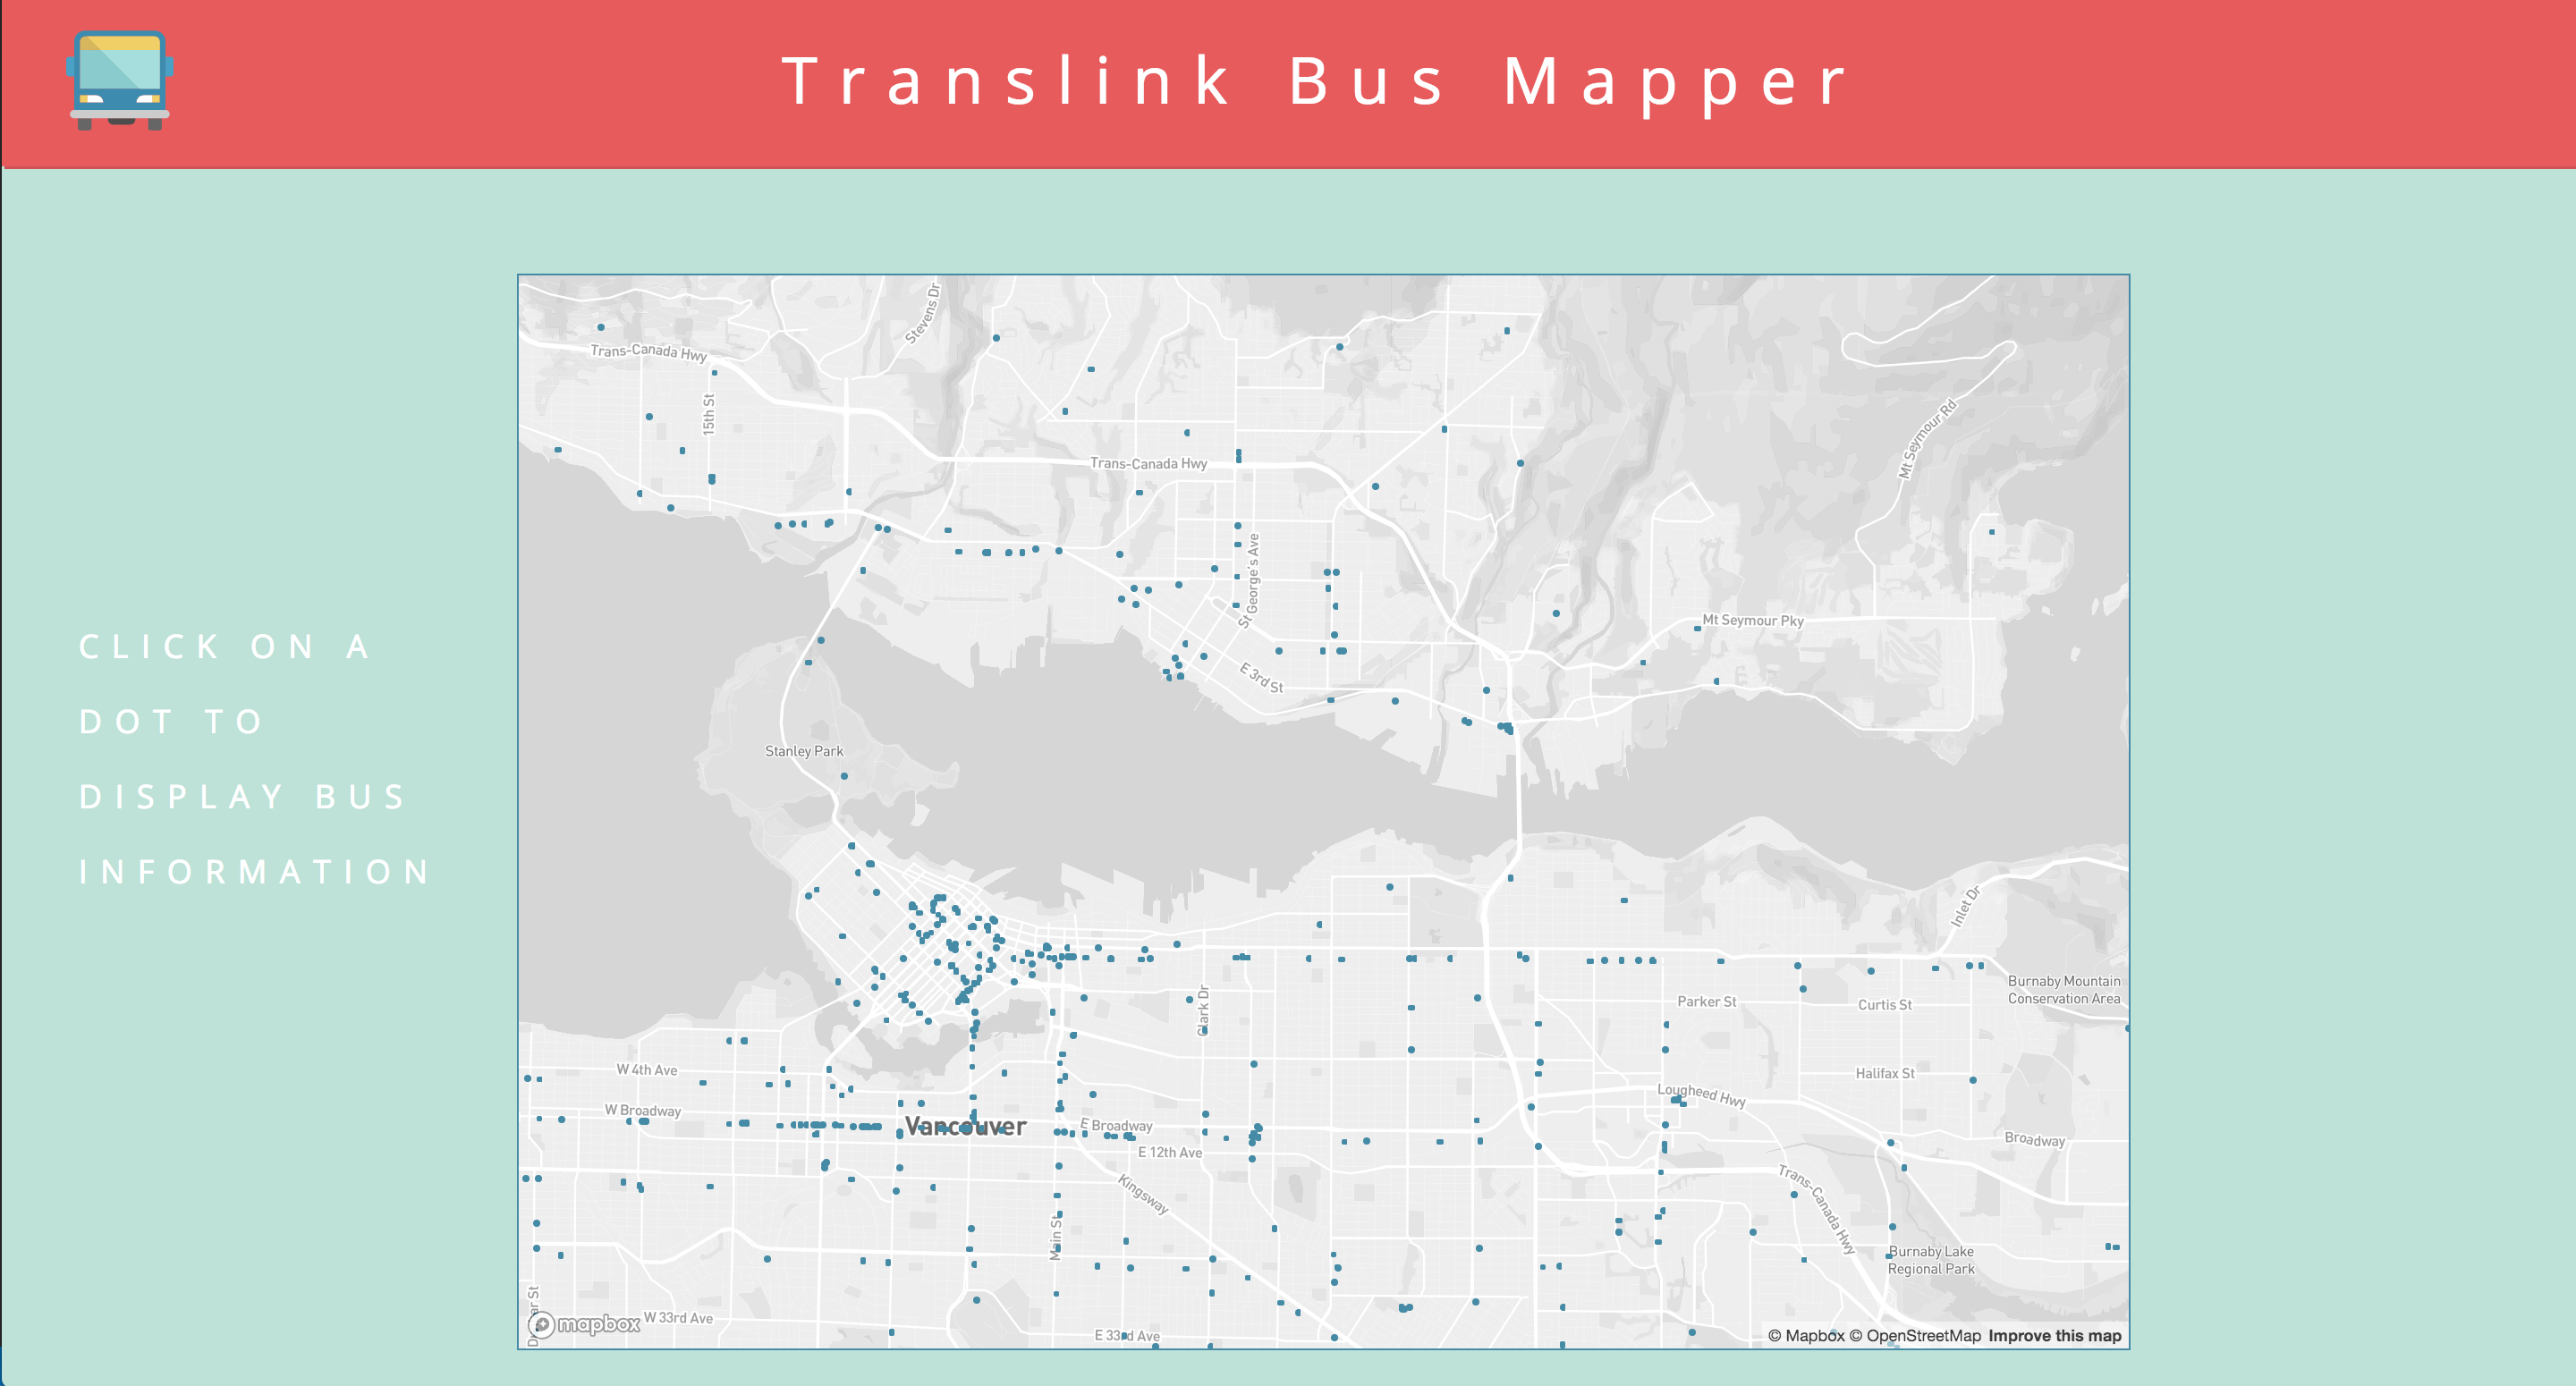 Translink Bus Mapper
CLICK ON A
DOT TO
DISPLAY BUS
INFORMATION
Stevens Dr
Trans-Canada Hwy
15th St
Mt Seymour Rd
Trans-Canada Hwy
St George's Ave
Mt Seymour Pky
E 3rd St
Stanley Park
Inlet Dr
Burnaby Mountain
Conservation Area
Parker St
Curtis St
Clark Dr
W 4th Ave
Halifax St
Lougheed Hwy
W Broadway
Vancouver
E Broadway
Broadway
E 12th Ave
Kingsway
Trans-Canada Hwy
Main St
Burnaby Lake
Regional Park
W 33rd Ave
mapbox
E 33rd Ave
© Mapbox © OpenStreetMap Improve this map